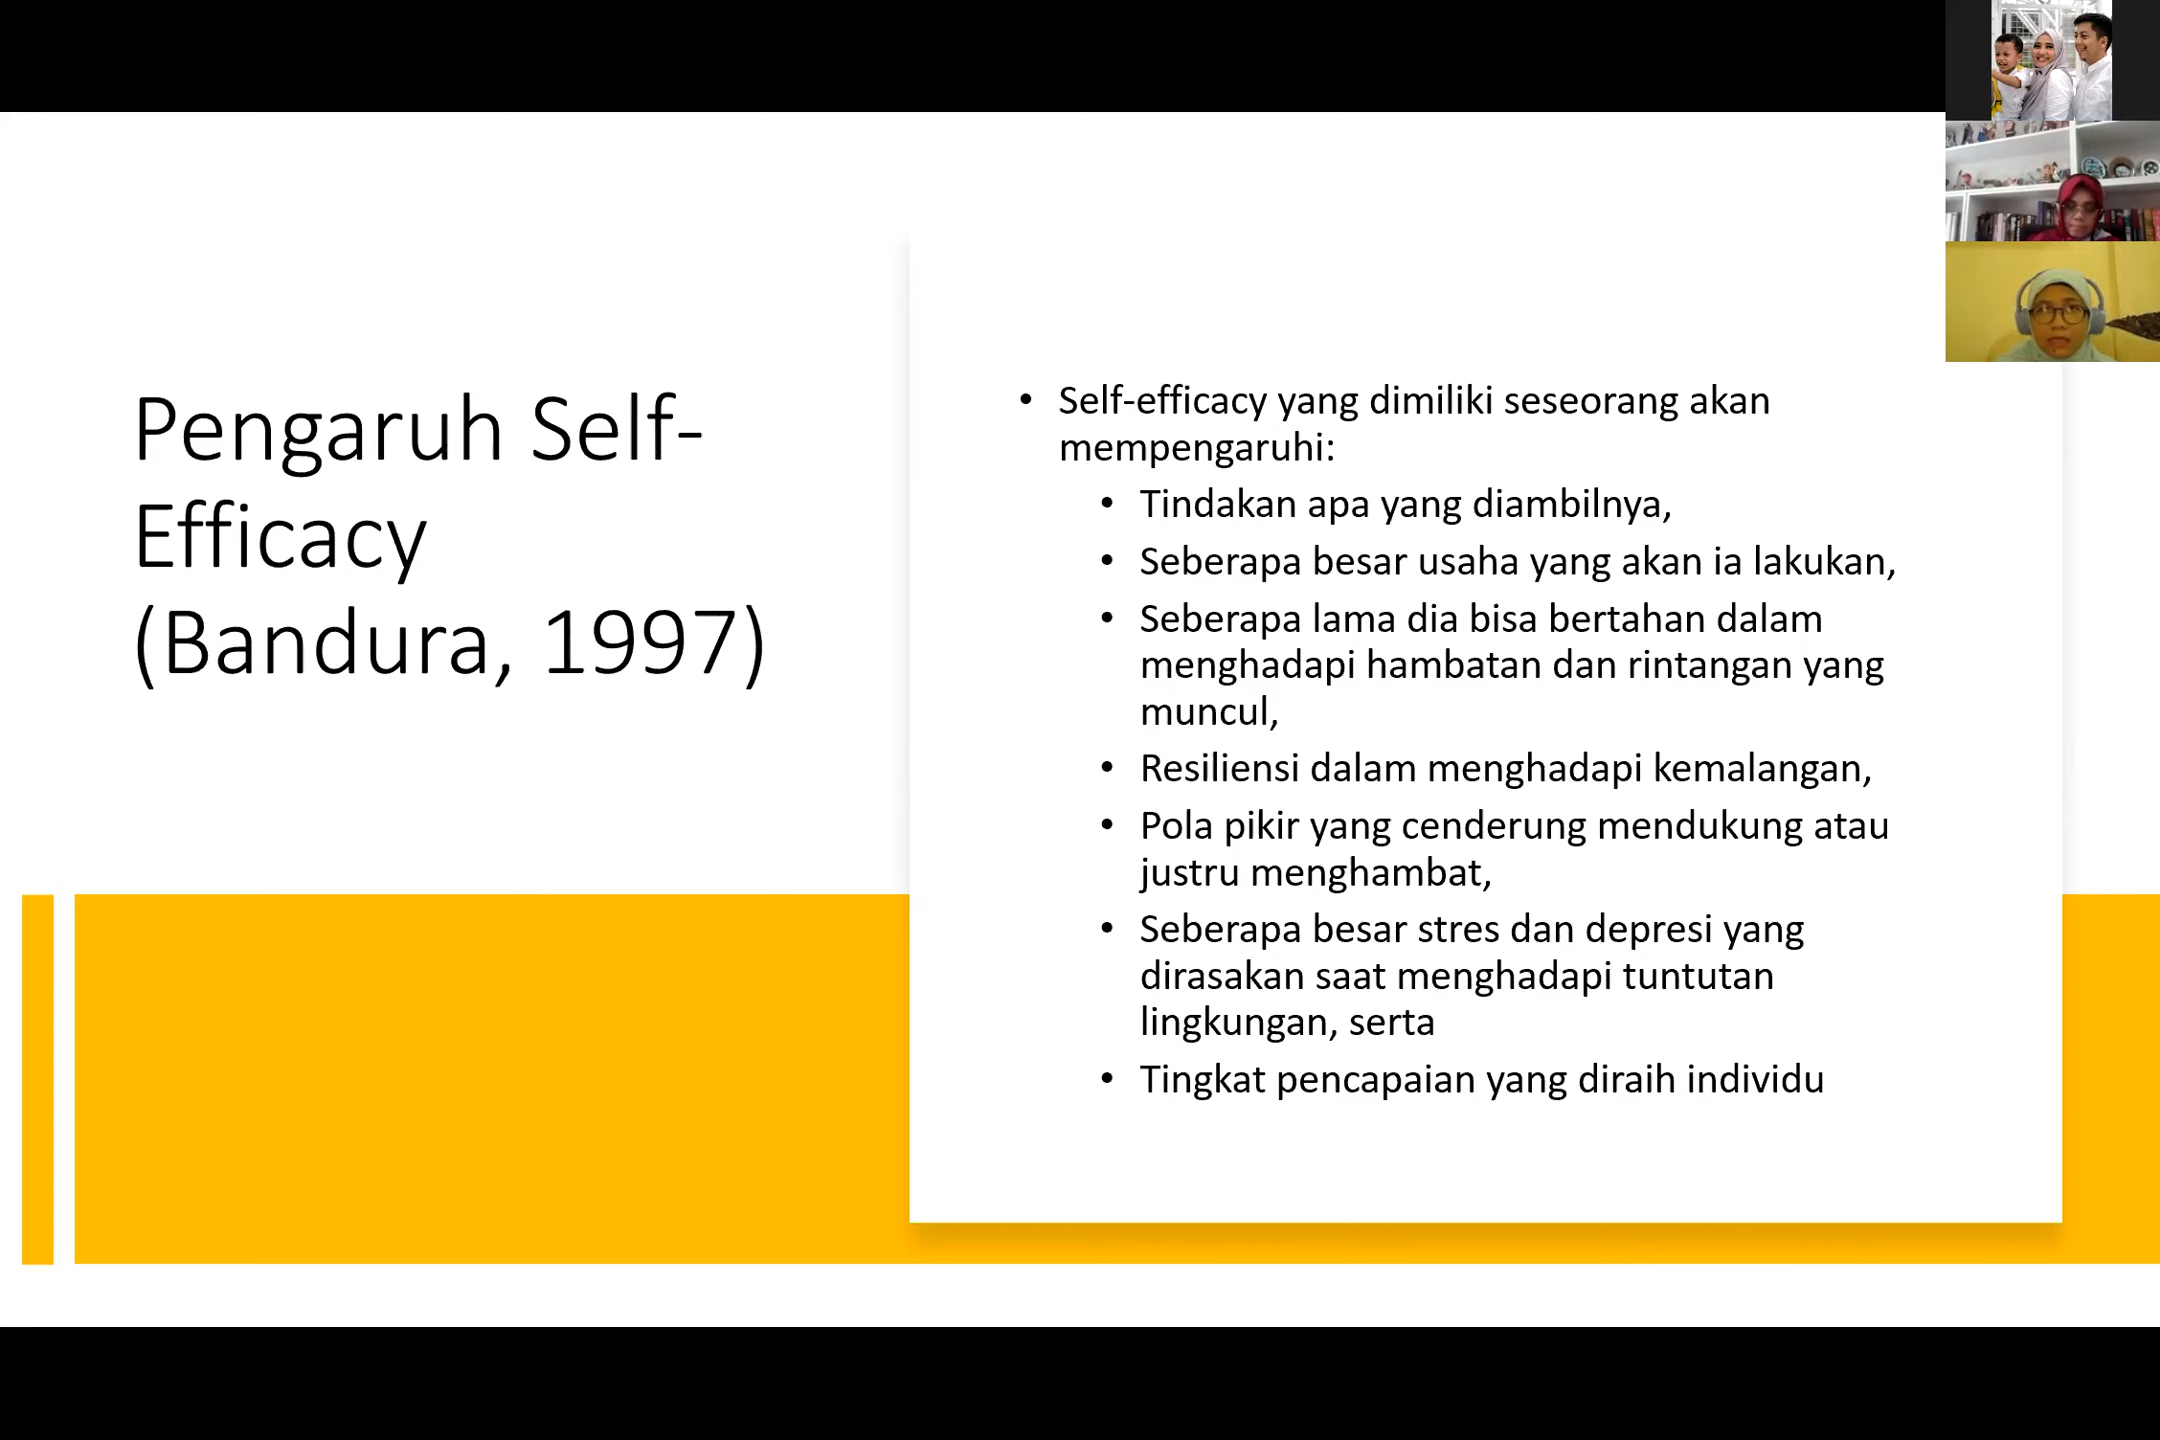 Pengaruh Self-
Efficacy
(Bandura, 1997)
• Self-efficacy yang dimiliki seseorang akan
mempengaruhi:
• Tindakan apa yang diambilnya,
• Seberapa besar usaha yang akan ia lakukan,
• Seberapa lama dia bisa bertahan dalam
menghadapi hambatan dan rintangan yang
muncul,
• Resiliensi dalam menghadapi kemalangan,
• Pola pikir yang cenderung mendukung atau
justru menghambat,
• Seberapa besar stres dan depresi yang
dirasakan saat menghadapi tuntutan
lingkungan, serta
• Tingkat pencapaian yang diraih individu